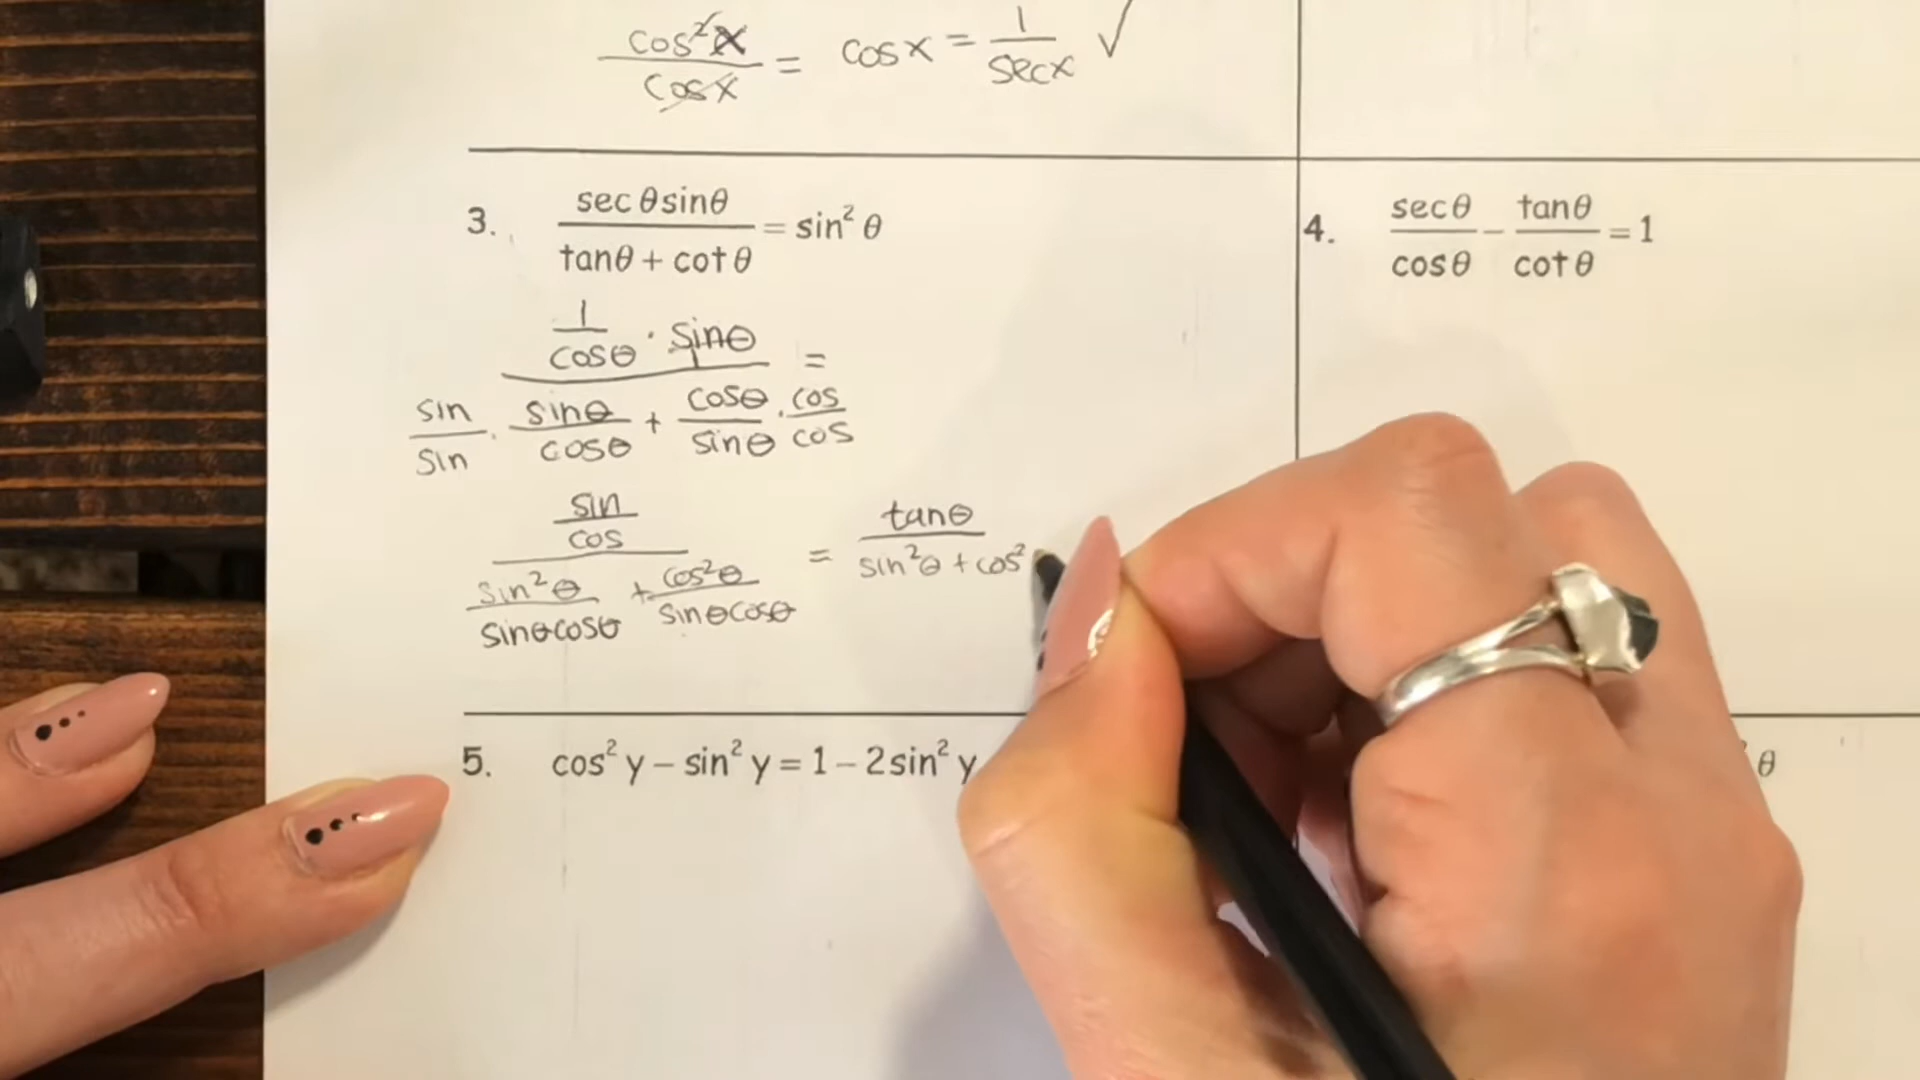 cos²x / cosx = cosx = 1 / secx ✓
3. secθsinθ / tanθ + cotθ = sin²θ
1 / cosθ · sinθ / 1 =
sin / sin · sinθ / cosθ + cosθ / sinθ · cos / cos
sin / cos = tanθ / sin²θ + cos²
sin²θ / sinθcosθ + cos²θ / sinθcosθ
4. secθ / cosθ − tanθ / cotθ = 1
5. cos²y − sin²y = 1 − 2sin²y
θ